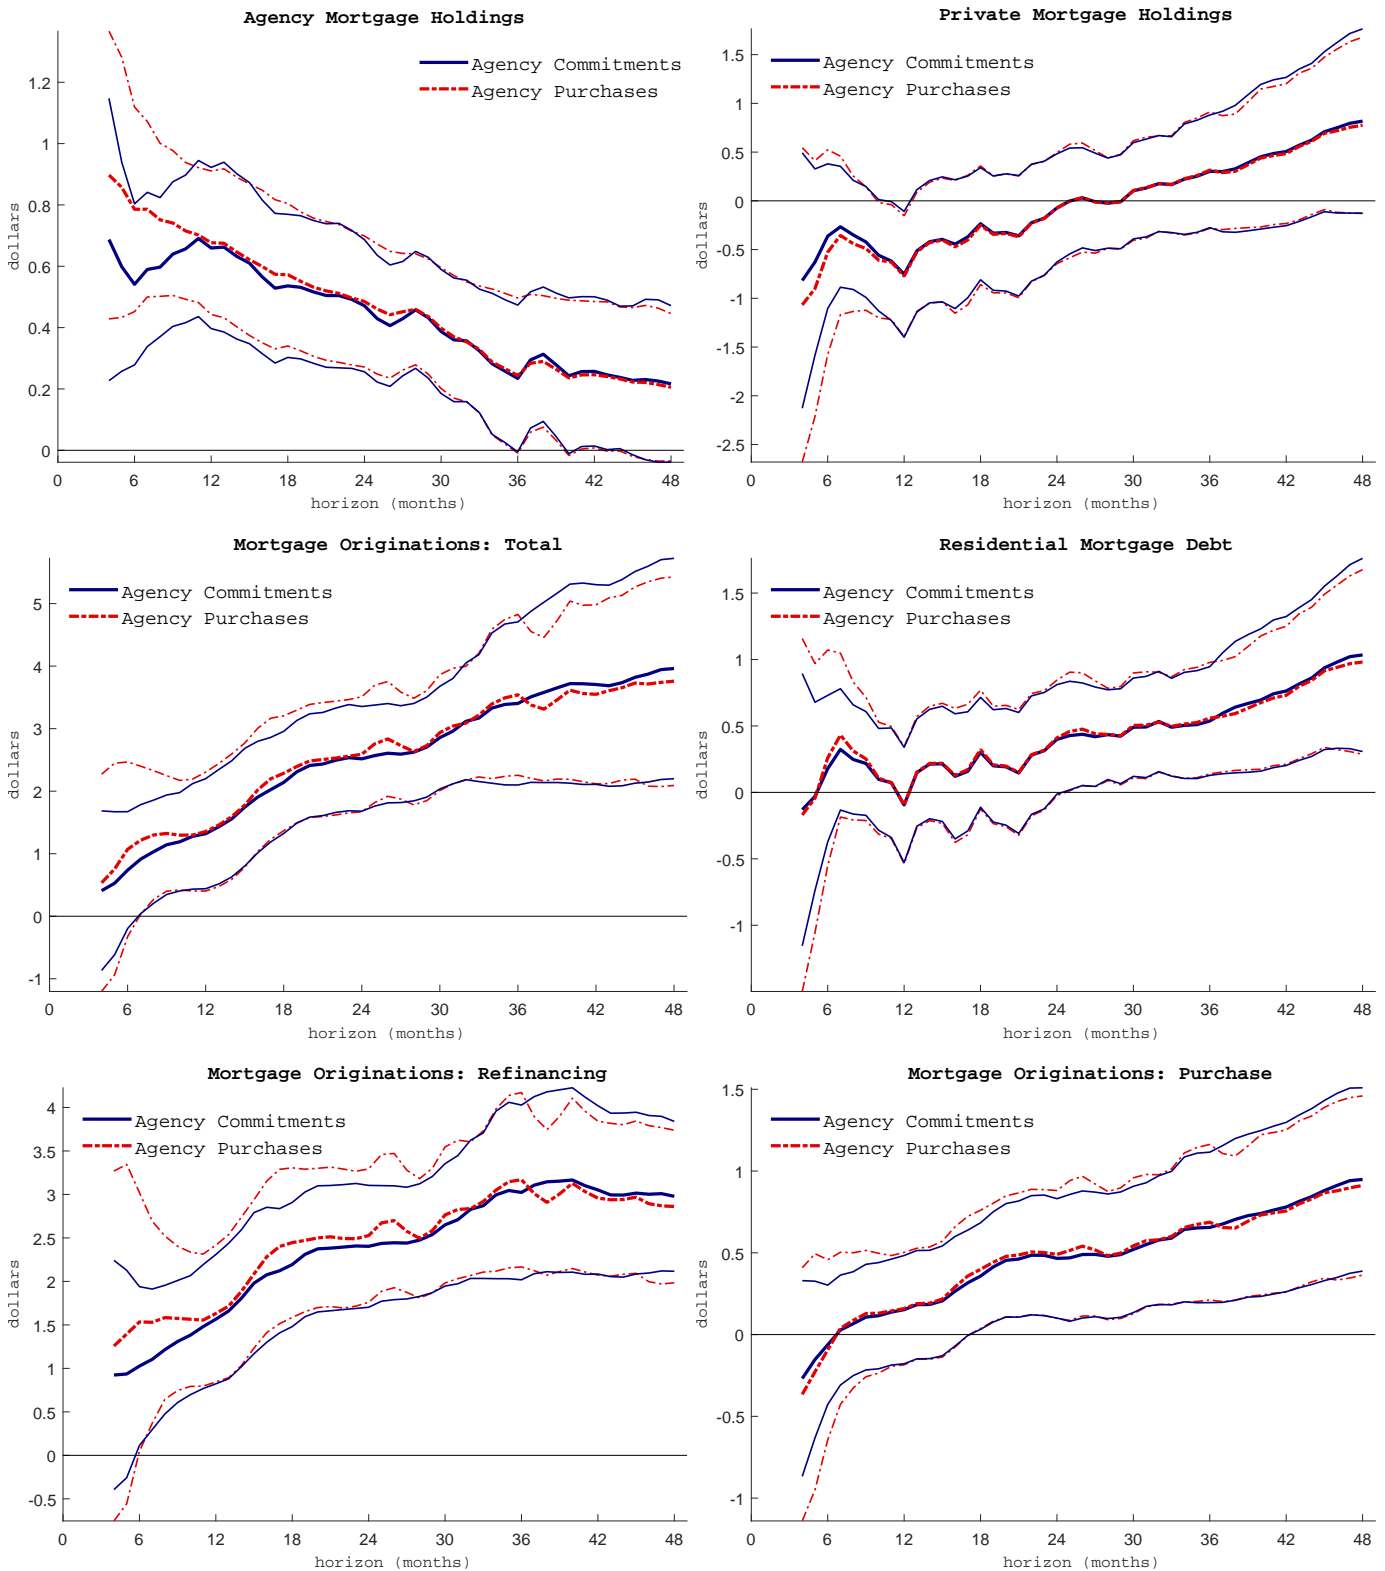 Agency Mortgage Holdings
Agency Commitments
Agency Purchases
dollars
1.2
1
0.8
0.6
0.4
0.2
0
0 6 12 18 24 30 36 42 48
horizon (months)
Private Mortgage Holdings
Agency Commitments
Agency Purchases
dollars
1.5
1
0.5
0
-0.5
-1
-1.5
-2
-2.5
0 6 12 18 24 30 36 42 48
horizon (months)
Mortgage Originations: Total
Agency Commitments
Agency Purchases
dollars
5
4
3
2
1
0
-1
0 6 12 18 24 30 36 42 48
horizon (months)
Residential Mortgage Debt
Agency Commitments
Agency Purchases
dollars
1.5
1
0.5
0
-0.5
-1
0 6 12 18 24 30 36 42 48
horizon (months)
Mortgage Originations: Refinancing
Agency Commitments
Agency Purchases
dollars
4
3.5
3
2.5
2
1.5
1
0.5
0
-0.5
0 6 12 18 24 30 36 42 48
horizon (months)
Mortgage Originations: Purchase
Agency Commitments
Agency Purchases
dollars
1.5
1
0.5
0
-0.5
-1
0 6 12 18 24 30 36 42 48
horizon (months)